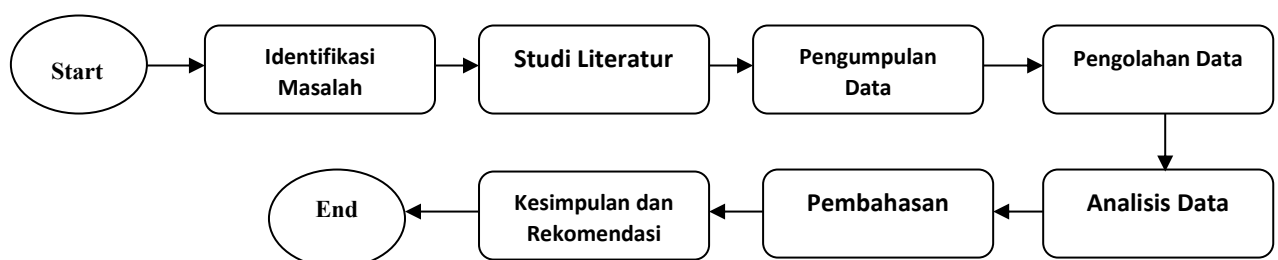 Start
Identifikasi
Masalah
Studi Literatur
Pengumpulan
Data
Pengolahan Data
Analisis Data
Pembahasan
Kesimpulan dan
Rekomendasi
End